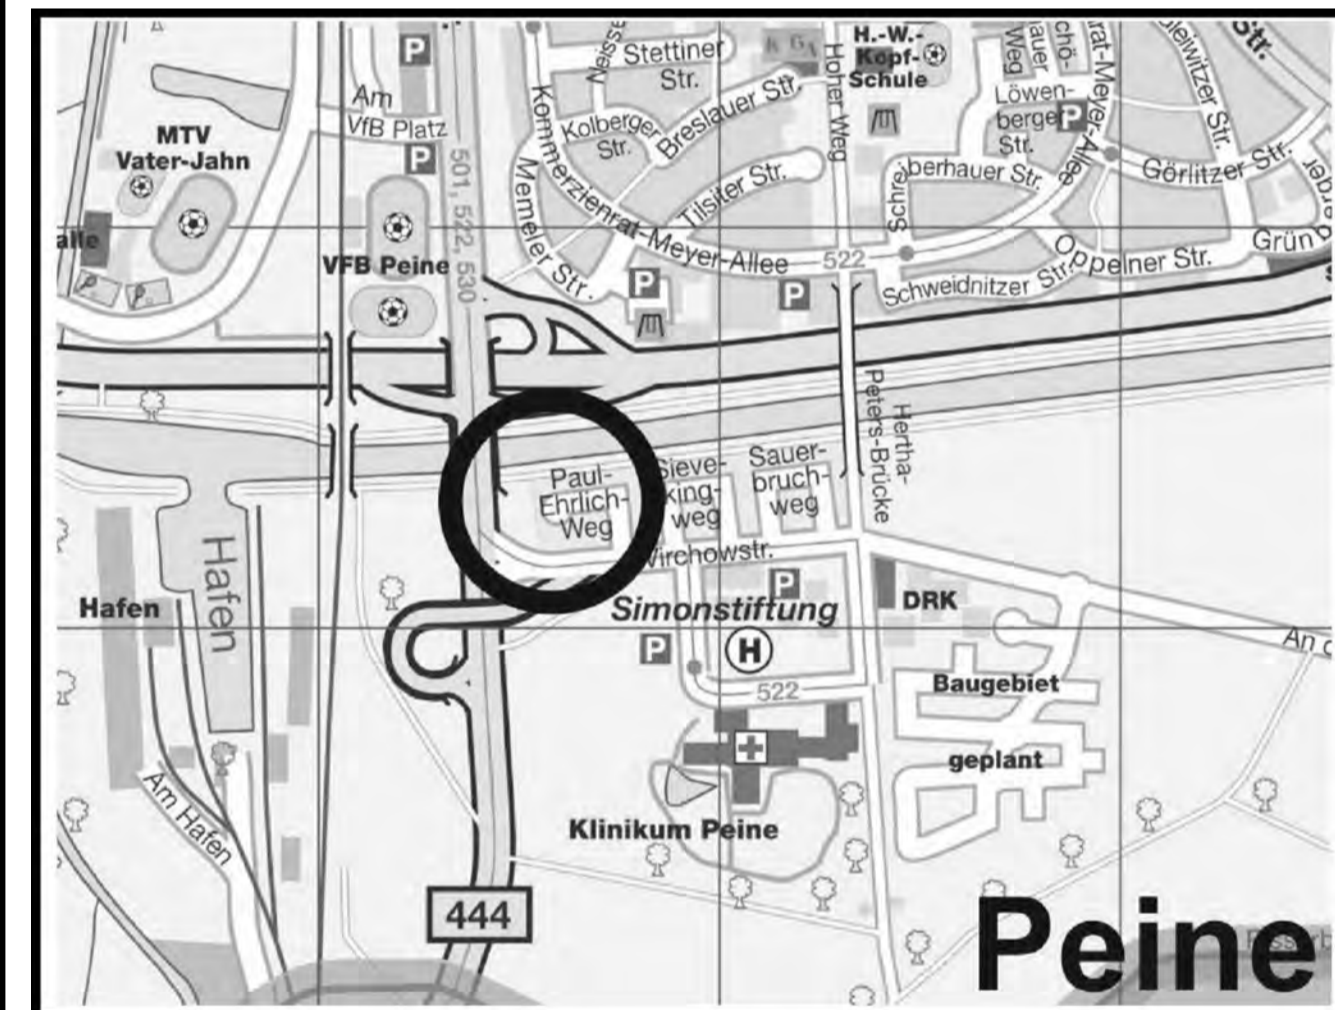 P
Am
VfB Platz
P
MTV
Vater-Jahn
VFB Peine
501, 522, 530
Stettiner
Str.
Kolberger
Str.
Breslauer Str.
Tilsiter Str.
Kommerzienrat-Meyer-Allee
Memeler Str.
K G A
Hoher Weg
H.-W.-
Kopf-
Schule
Weg
Löwen-
berger
Str.
P
Gleiwitzer Str.
Str.
Görlitzer Str.
Schreiberhauer Str.
522
Oppelner Str.
Schweidnitzer Str.
P
P
Hertha-
Peters-Brücke
Paul-
Ehrlich-
Weg
Sieve-
king-
weg
Sauer-
bruch-
weg
Virchowstr.
P
Simonstiftung
P
H
DRK
522
Baugebiet
geplant
Hafen
Hafen
Am Hafen
Klinikum Peine
444
Peine